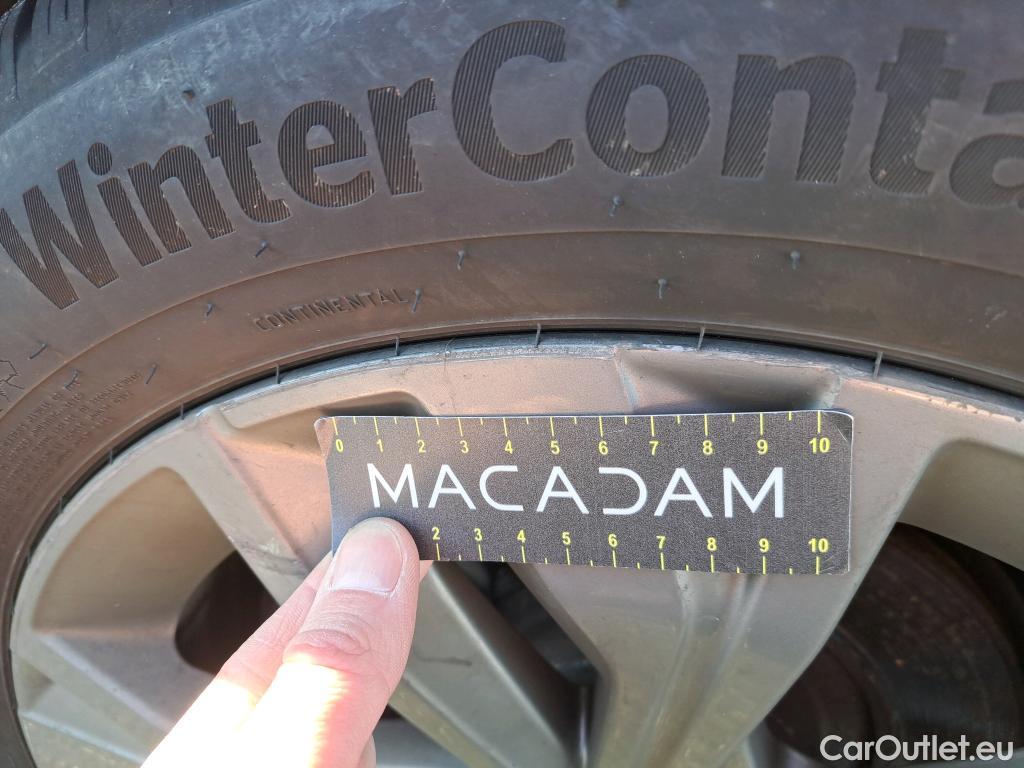 WinterConta
CONTINENTAL
0 1 2 3 4 5 6 7 8 9 10
MACADAM
2 3 4 5 6 7 8 9 10
CarOutlet.eu